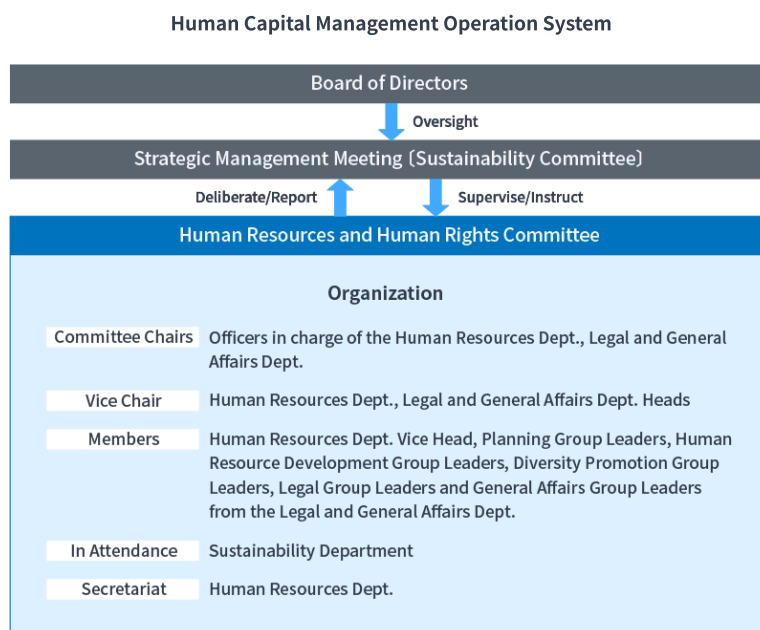 Human Capital Management Operation System
Board of Directors
Oversight
Strategic Management Meeting〔Sustainability Committee〕
Deliberate/Report
Supervise/Instruct
Human Resources and Human Rights Committee
Organization
Committee Chairs
Officers in charge of the Human Resources Dept., Legal and General
Affairs Dept.
Vice Chair
Human Resources Dept., Legal and General Affairs Dept. Heads
Members
Human Resources Dept. Vice Head, Planning Group Leaders, Human
Resource Development Group Leaders, Diversity Promotion Group
Leaders, Legal Group Leaders and General Affairs Group Leaders
from the Legal and General Affairs Dept.
In Attendance
Sustainability Department
Secretariat
Human Resources Dept.